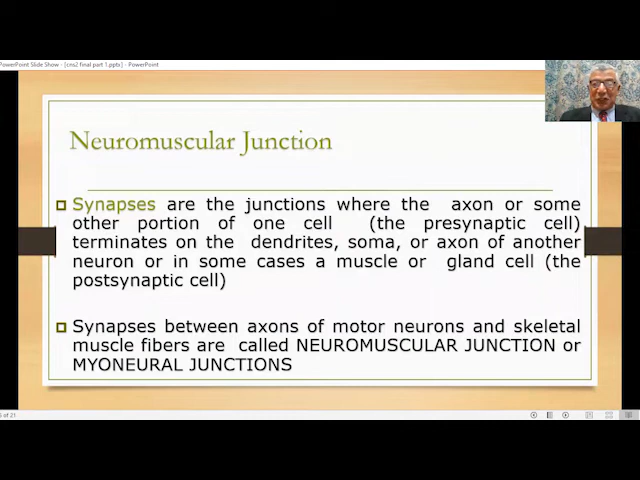 PowerPoint Slide Show - [cns2 final part 1.pptx] - PowerPoint
Neuromuscular Junction
Synapses are the junctions where the axon or some
other portion of one cell (the presynaptic cell)
terminates on the dendrites, soma, or axon of another
neuron or in some cases a muscle or gland cell (the
postsynaptic cell)
Synapses between axons of motor neurons and skeletal
muscle fibers are called NEUROMUSCULAR JUNCTION or
MYONEURAL JUNCTIONS
of 21